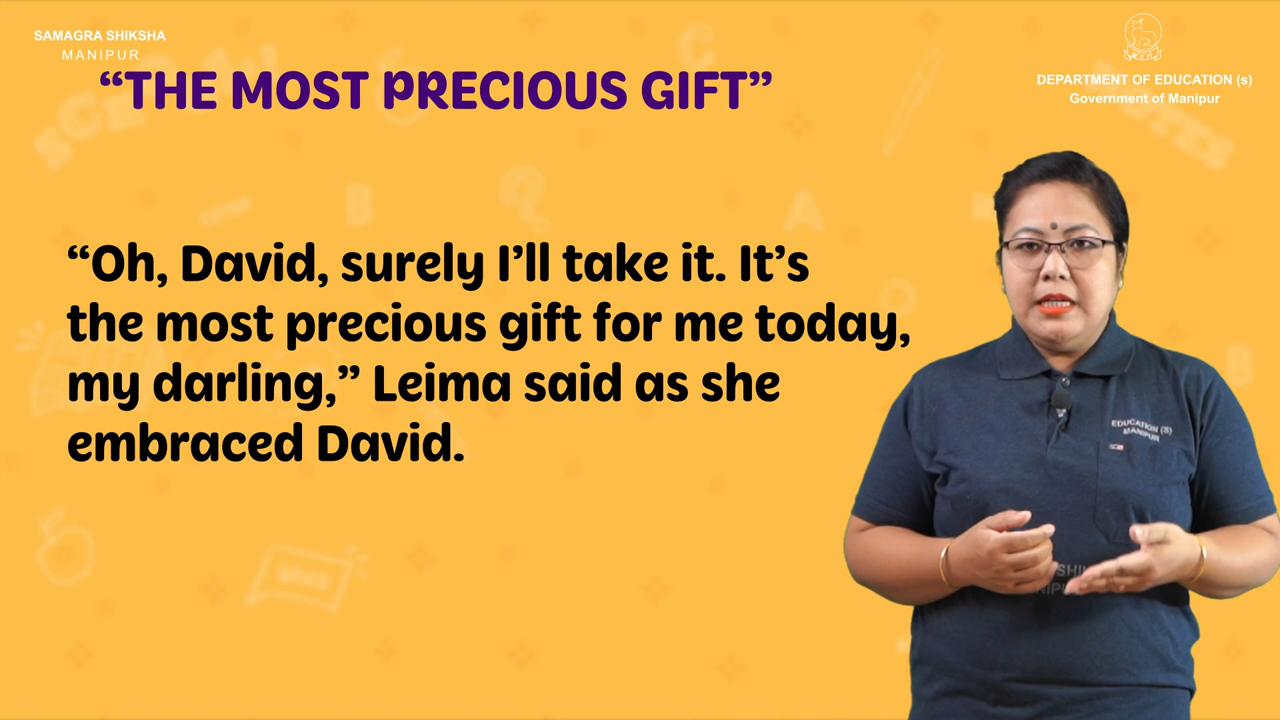 SAMAGRA SHIKSHA
MANIPUR
DEPARTMENT OF EDUCATION (s)
Government of Manipur
“THE MOST PRECIOUS GIFT”
“Oh, David, surely I’ll take it. It’s
the most precious gift for me today,
my darling,” Leima said as she
embraced David.
EDUCATION (S)
MANIPUR